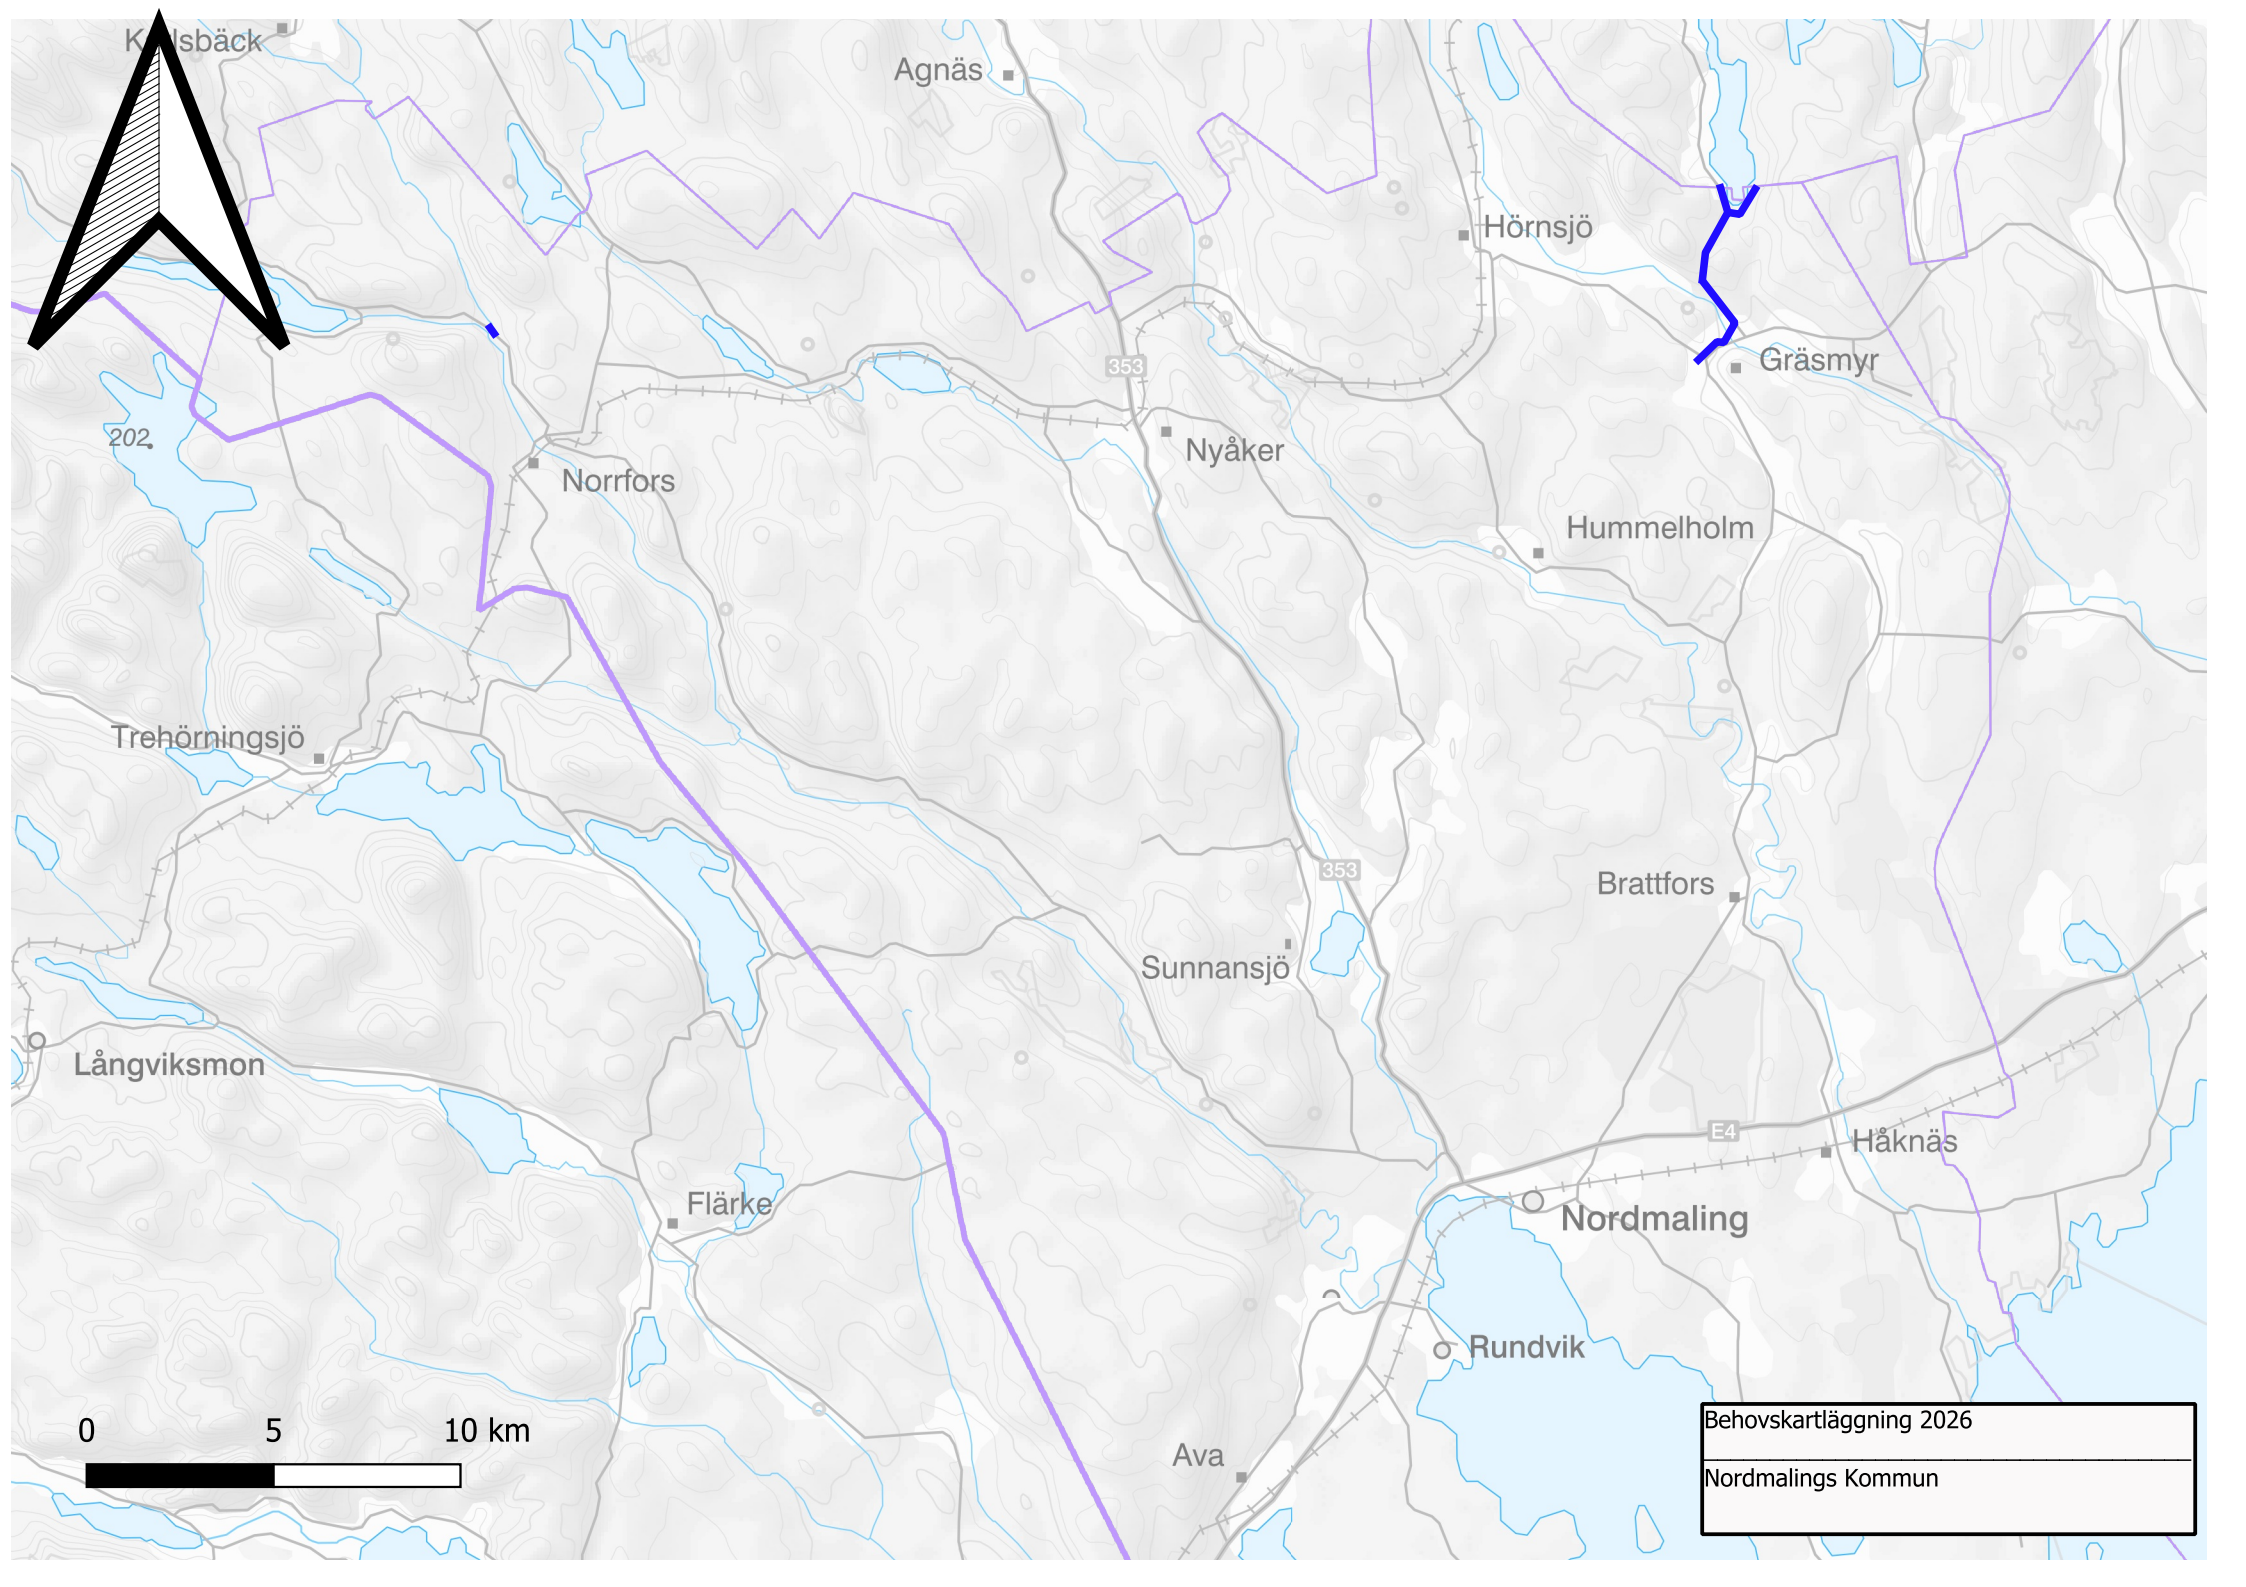 Agnäs
Hörnsjö
353
Gräsmyr
202
Nyåker
Norrfors
Hummelholm
Trehörningsjö
353
Brattfors
Sunnansjö
Långviksmon
E4
Håknäs
Flärke
Nordmaling
Rundvik
0 5 10 km
Ava
Behovskartläggning 2026
Nordmalings Kommun